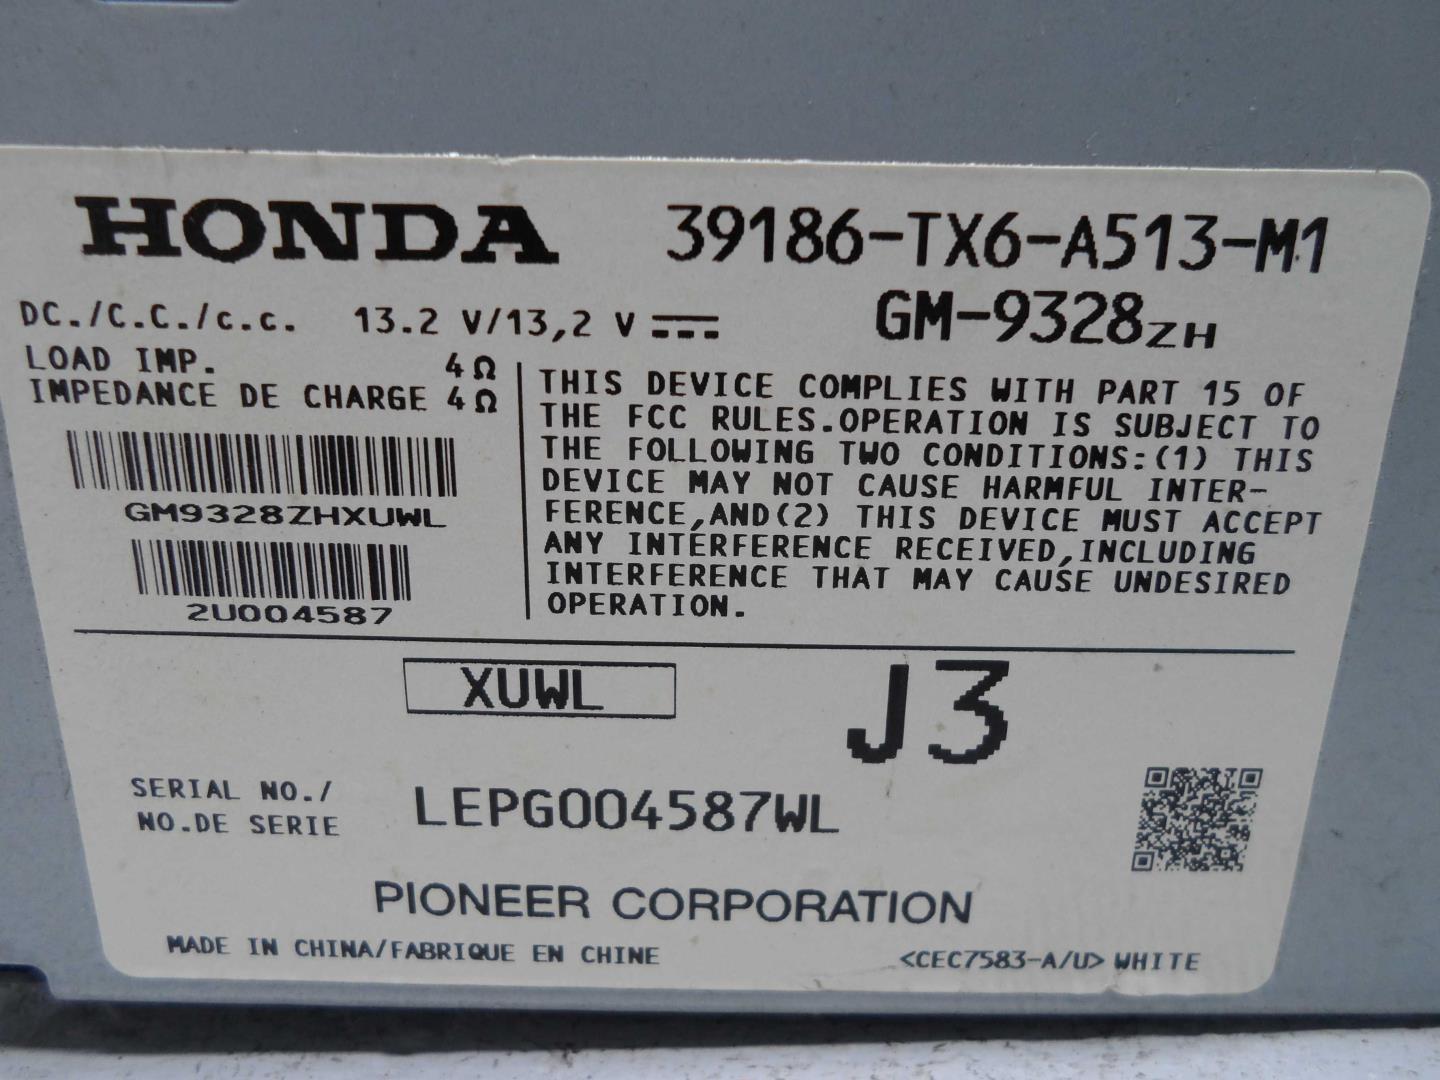 HONDA 39186-TX6-A513-M1
GM-9328ZH
DC./C.C./c.c. 13.2 V/13,2 V
LOAD IMP. 4Ω
IMPEDANCE DE CHARGE 4Ω
THIS DEVICE COMPLIES WITH PART 15 OF
THE FCC RULES.OPERATION IS SUBJECT TO
THE FOLLOWING TWO CONDITIONS:(1) THIS
DEVICE MAY NOT CAUSE HARMFUL INTER-
FERENCE,AND(2) THIS DEVICE MUST ACCEPT
ANY INTERFERENCE RECEIVED,INCLUDING
INTERFERENCE THAT MAY CAUSE UNDESIRED
OPERATION.
GM9328ZHXUWL
2U004587
XUWL
J3
SERIAL NO./
NO.DE SERIE
LEPG004587WL
PIONEER CORPORATION
MADE IN CHINA/FABRIQUE EN CHINE
<CEC7583-A/U> WHITE